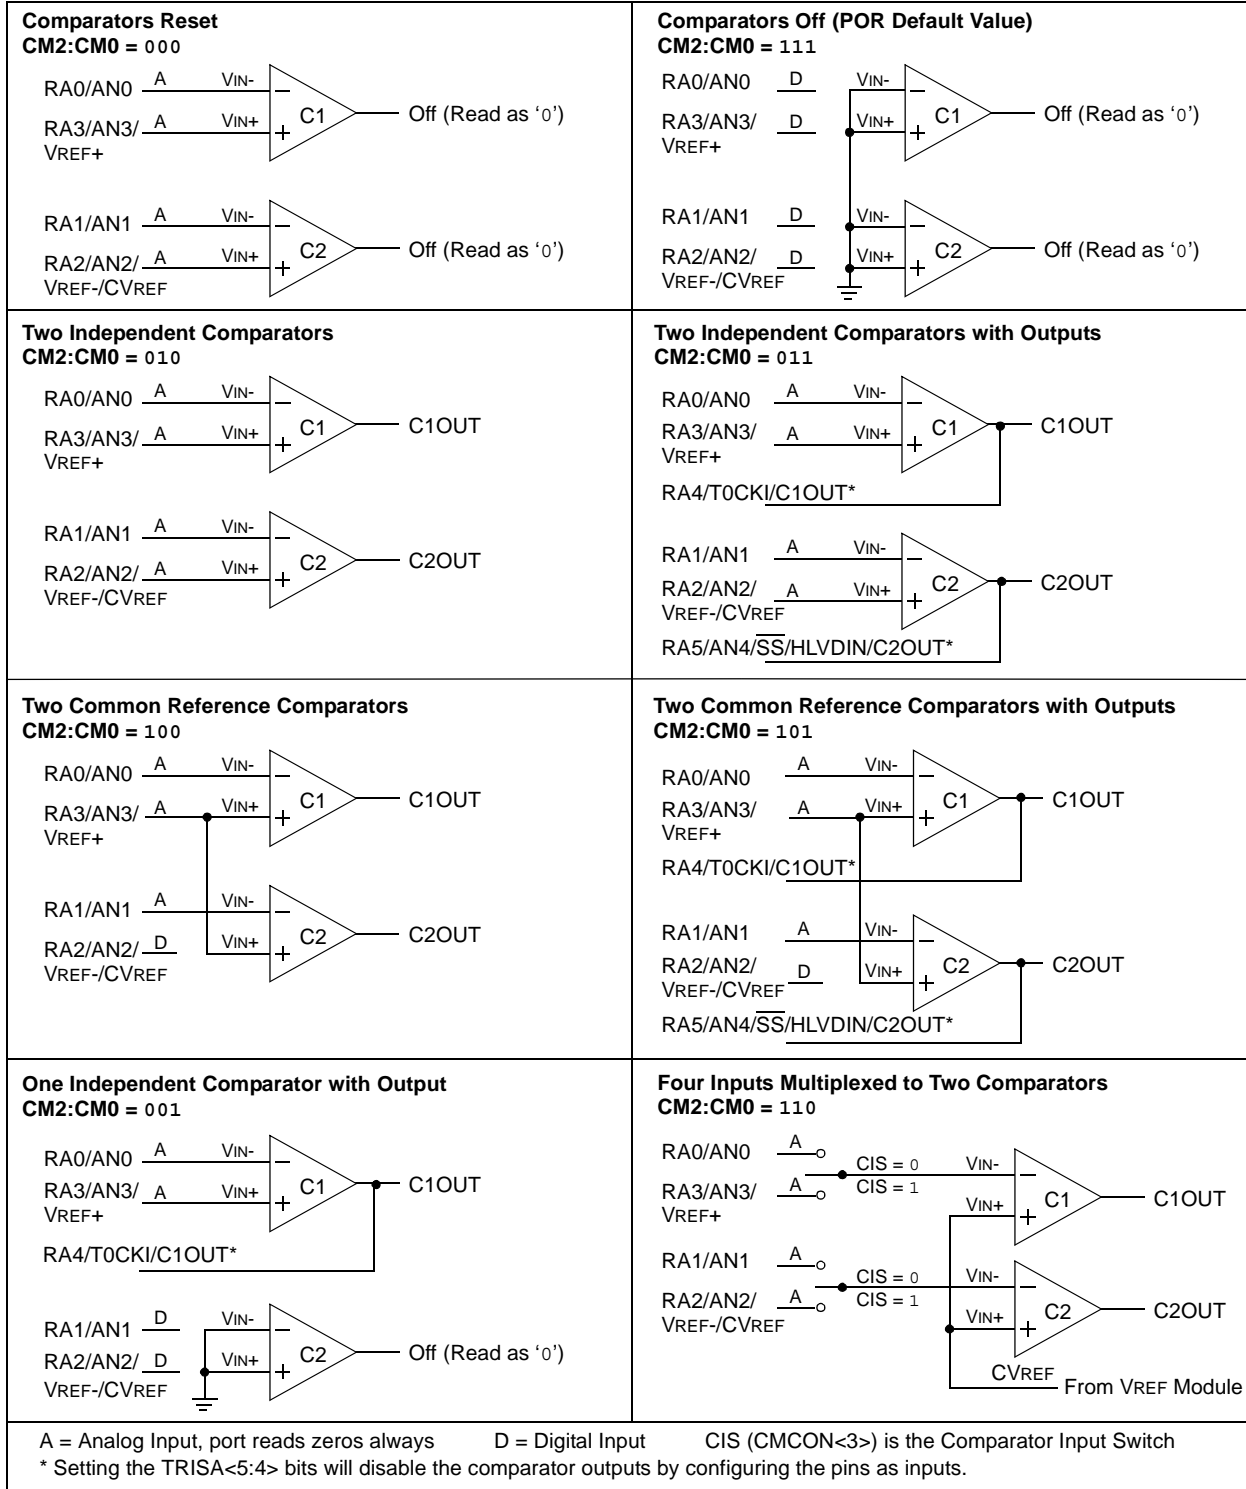 Comparators Reset
CM2:CM0 = 000
RA0/AN0 A VIN-
C1 Off (Read as ‘0’)
RA3/AN3/ A VIN+
VREF+
RA1/AN1 A VIN-
C2 Off (Read as ‘0’)
RA2/AN2/ A VIN+
VREF-/CVREF
Comparators Off (POR Default Value)
CM2:CM0 = 111
RA0/AN0 D VIN-
C1 Off (Read as ‘0’)
RA3/AN3/ D VIN+
VREF+
RA1/AN1 D VIN-
C2 Off (Read as ‘0’)
RA2/AN2/ D VIN+
VREF-/CVREF
Two Independent Comparators
CM2:CM0 = 010
RA0/AN0 A VIN-
C1 C1OUT
RA3/AN3/ A VIN+
VREF+
RA1/AN1 A VIN-
C2 C2OUT
RA2/AN2/ A VIN+
VREF-/CVREF
Two Independent Comparators with Outputs
CM2:CM0 = 011
RA0/AN0 A VIN-
C1 C1OUT
RA3/AN3/ A VIN+
VREF+
RA4/T0CKI/C1OUT*
RA1/AN1 A VIN-
C2 C2OUT
RA2/AN2/ A VIN+
VREF-/CVREF
RA5/AN4/SS/HLVDIN/C2OUT*
Two Common Reference Comparators
CM2:CM0 = 100
RA0/AN0 A VIN-
C1 C1OUT
RA3/AN3/ A VIN+
VREF+
RA1/AN1 A VIN-
C2 C2OUT
RA2/AN2/ D VIN+
VREF-/CVREF
Two Common Reference Comparators with Outputs
CM2:CM0 = 101
RA0/AN0 A VIN-
C1 C1OUT
RA3/AN3/ A VIN+
VREF+
RA4/T0CKI/C1OUT*
RA1/AN1 A VIN-
C2 C2OUT
RA2/AN2/ D VIN+
VREF-/CVREF
RA5/AN4/SS/HLVDIN/C2OUT*
One Independent Comparator with Output
CM2:CM0 = 001
RA0/AN0 A VIN-
C1 C1OUT
RA3/AN3/ A VIN+
VREF+
RA4/T0CKI/C1OUT*
RA1/AN1 D VIN-
C2 Off (Read as ‘0’)
RA2/AN2/ D VIN+
VREF-/CVREF
Four Inputs Multiplexed to Two Comparators
CM2:CM0 = 110
RA0/AN0 A
CIS = 0 VIN-
RA3/AN3/ A CIS = 1
VREF+ VIN+ C1 C1OUT
RA1/AN1 A
CIS = 0 VIN-
RA2/AN2/ A CIS = 1
VREF-/CVREF VIN+ C2 C2OUT
CVREF
From VREF Module
A = Analog Input, port reads zeros always D = Digital Input CIS (CMCON<3>) is the Comparator Input Switch
* Setting the TRISA<5:4> bits will disable the comparator outputs by configuring the pins as inputs.